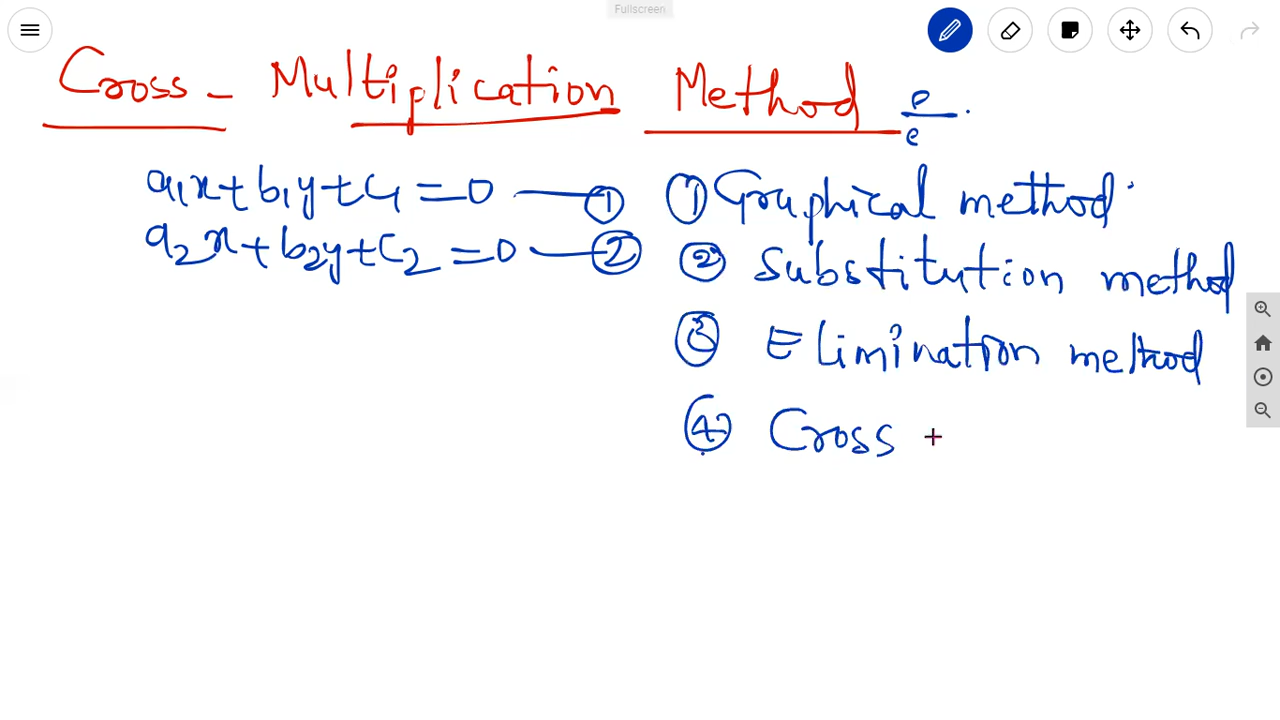 Fullscreen
Cross - Multiplication Method
e
e
a₁x+b₁y+c₁=0 — ①
a₂x+b₂y+c₂=0 — ②
① Graphical method
② Substitution method
③ Elimination method
④ Cross